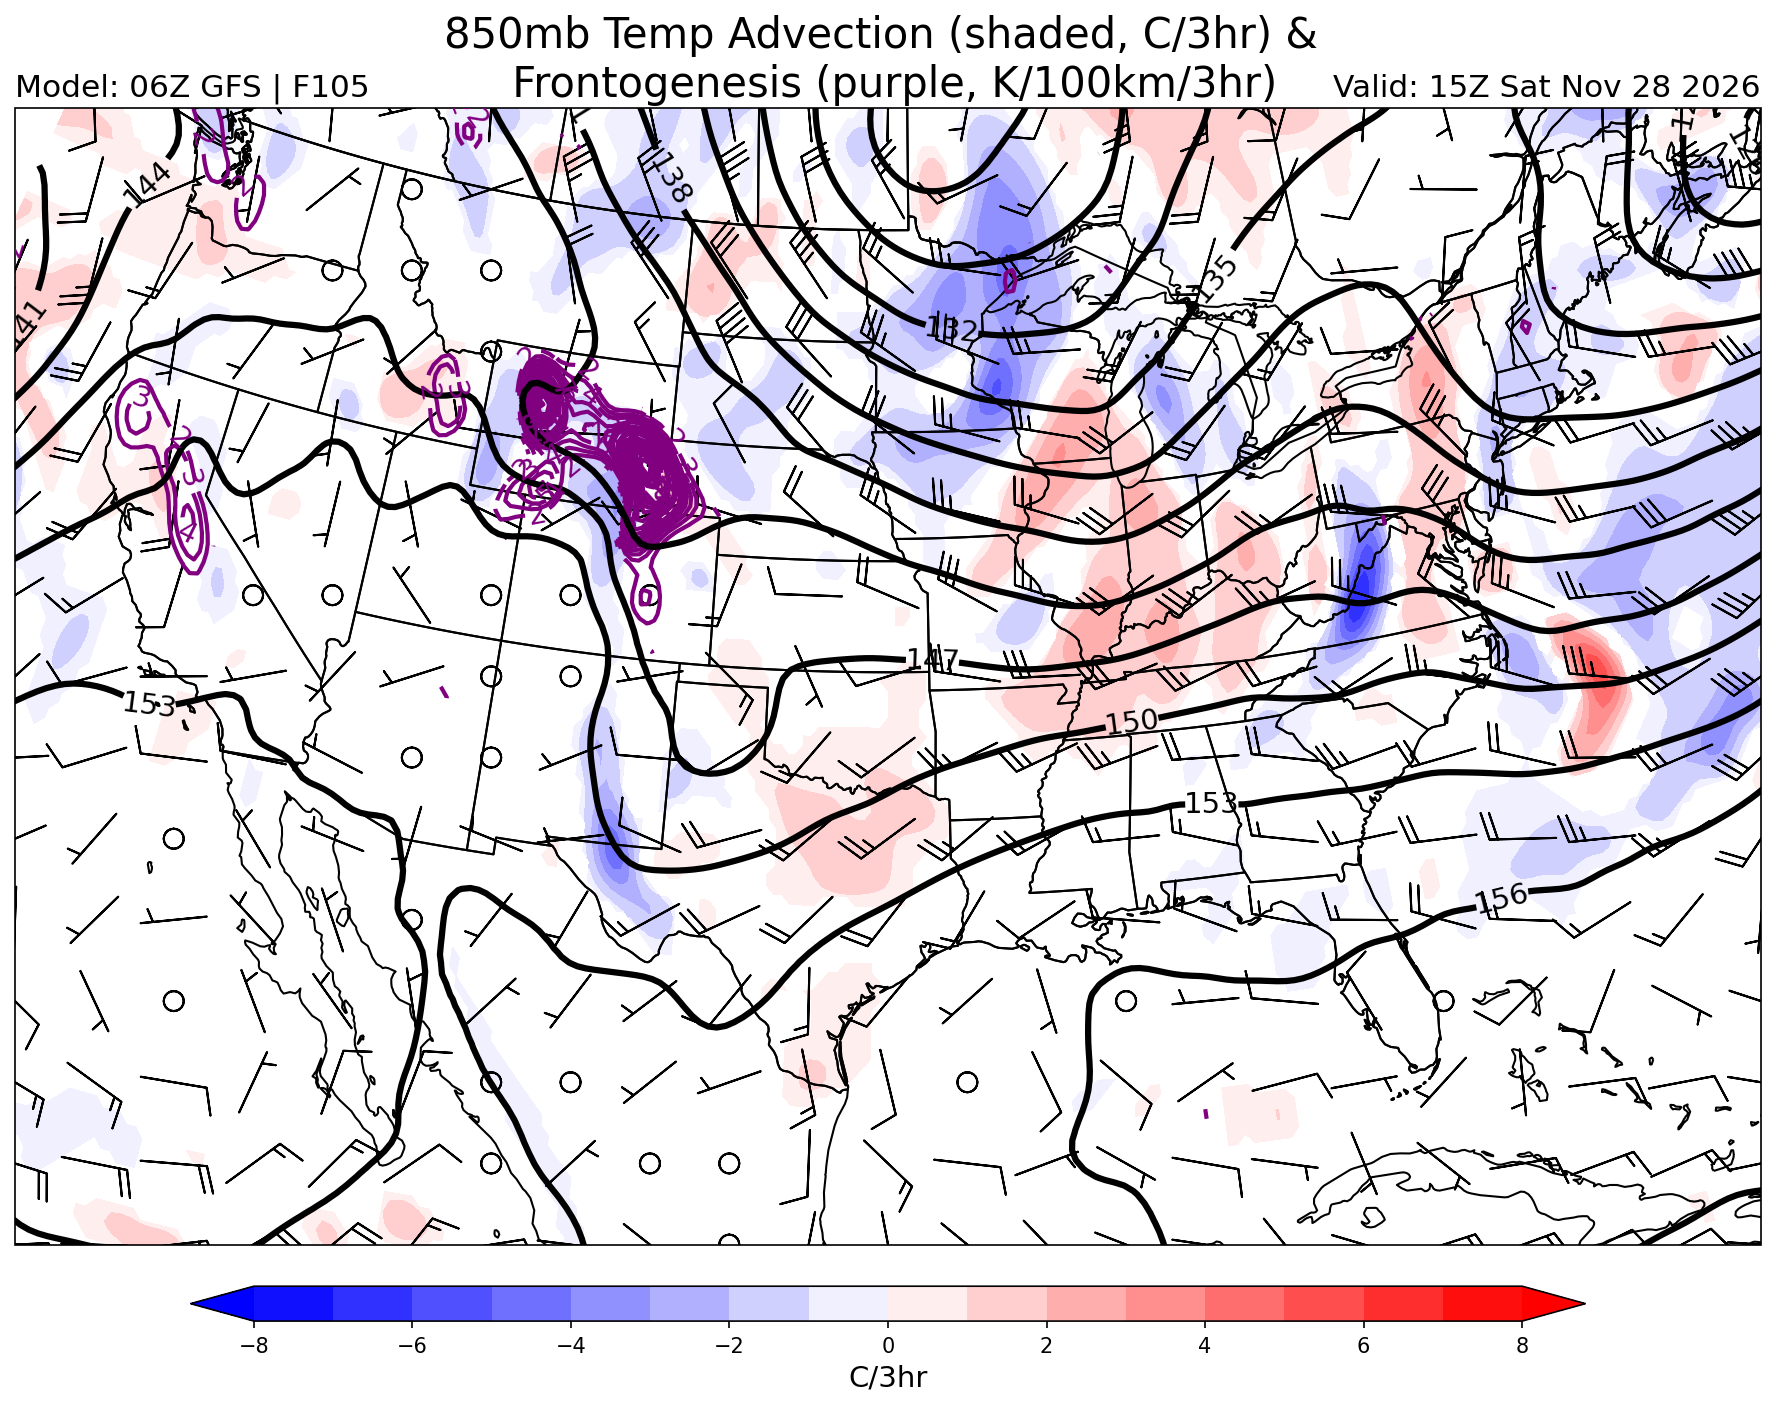 850mb Temp Advection (shaded, C/3hr) &
Frontogenesis (purple, K/100km/3hr)
Model: 06Z GFS | F105
Valid: 15Z Sat Nov 28 2026
144
138
141
135
132
147
153
150
153
156
−8 −6 −4 −2 0 2 4 6 8
C/3hr